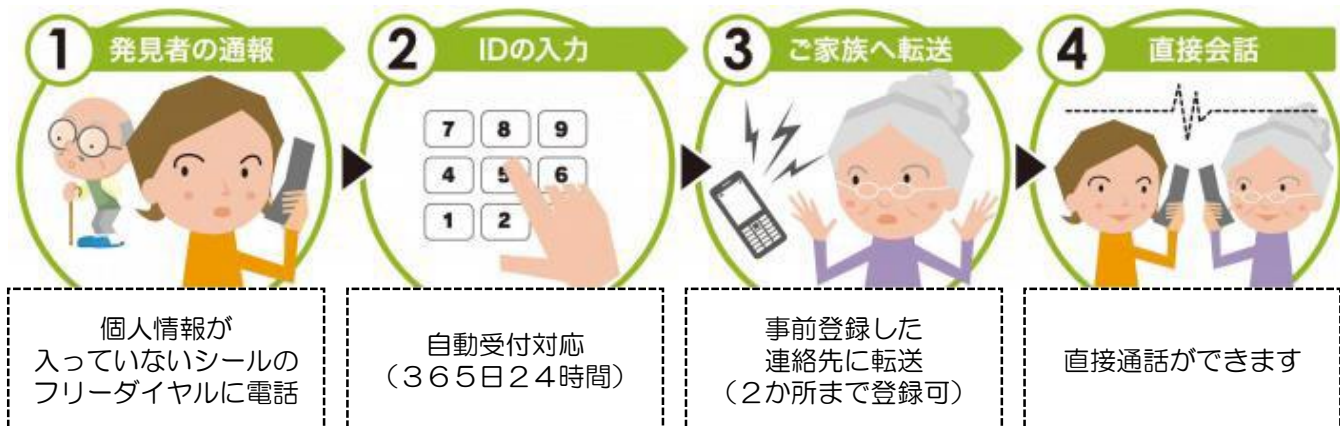 1 発見者の通報
2 IDの入力
3 ご家族へ転送
4 直接会話
7 8 9
4 5 6
1 2
個人情報が
入っていないシールの
フリーダイヤルに電話
自動受付対応
（３６５日２４時間）
事前登録した
連絡先に転送
（２か所まで登録可）
直接通話ができます